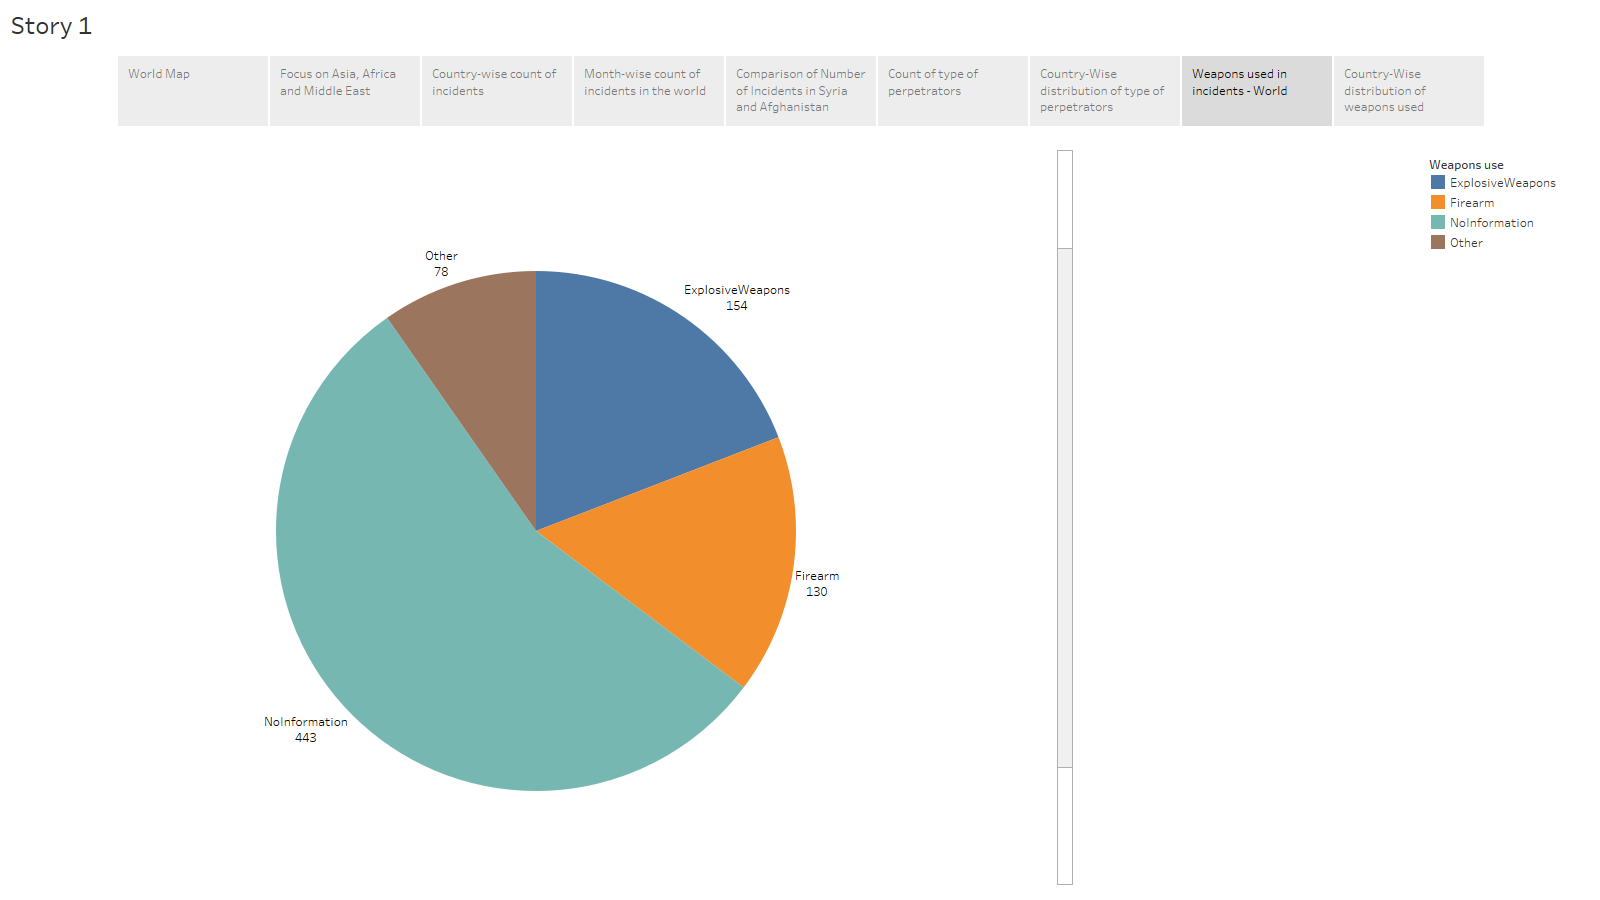 Story 1
World Map
Focus on Asia, Africa
and Middle East
Country-wise count of
incidents
Month-wise count of
incidents in the world
Comparison of Number
of Incidents in Syria
and Afghanistan
Count of type of
perpetrators
Country-Wise
distribution of type of
perpetrators
Weapons used in
incidents - World
Country-Wise
distribution of
weapons used
Weapons use
ExplosiveWeapons
Firearm
NoInformation
Other
Other
78
ExplosiveWeapons
154
Firearm
130
NoInformation
443